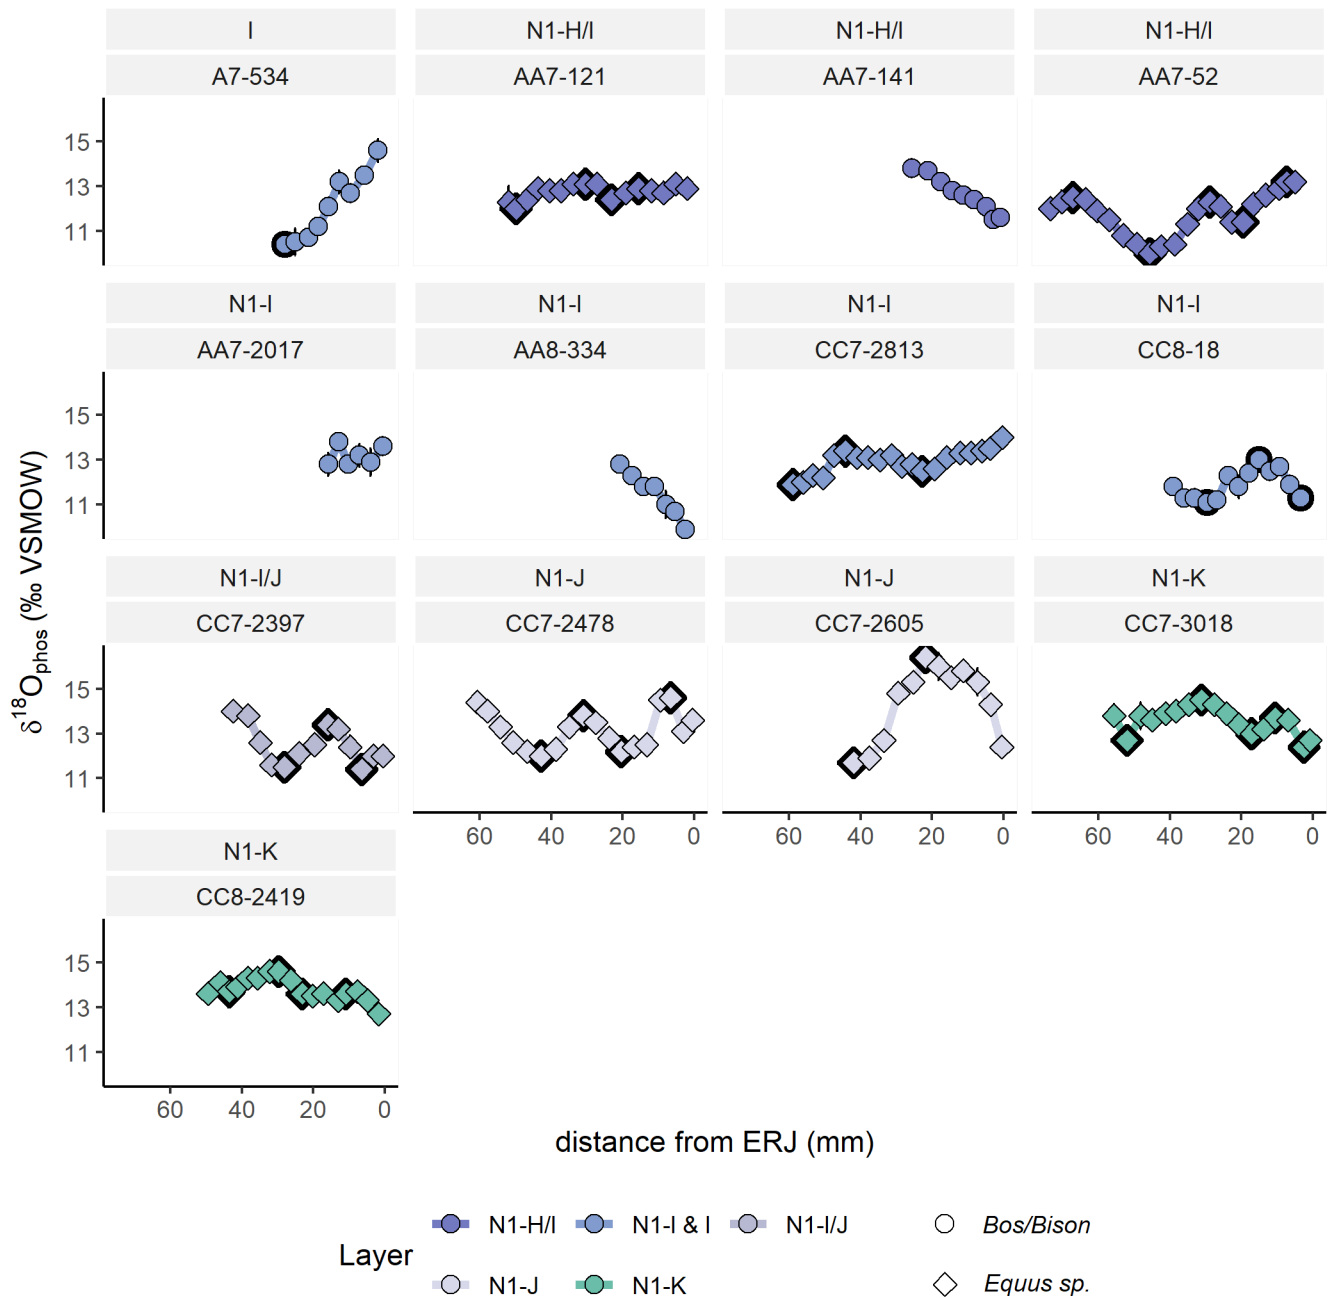 I N1-H/I N1-H/I N1-H/I
A7-534 AA7-121 AA7-141 AA7-52
15
13
11
N1-I N1-I N1-I N1-I
AA7-2017 AA8-334 CC7-2813 CC8-18
15
13
11
δ18Ophos (‰ VSMOW)
N1-I/J N1-J N1-J N1-K
CC7-2397 CC7-2478 CC7-2605 CC7-3018
15
13
11
60 40 20 0 60 40 20 0 60 40 20 0
N1-K
CC8-2419
15
13
11
60 40 20 0
distance from ERJ (mm)
Layer
N1-H/I N1-I & I N1-I/J Bos/Bison
N1-J N1-K Equus sp.